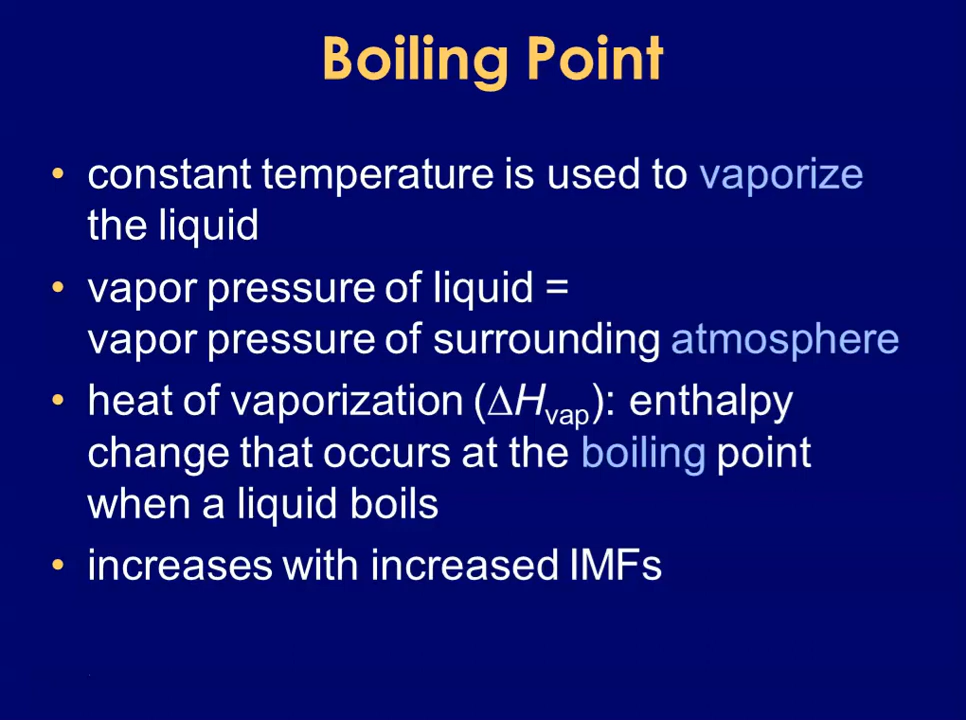 Boiling Point
• constant temperature is used to vaporize
the liquid
• vapor pressure of liquid =
vapor pressure of surrounding atmosphere
• heat of vaporization (ΔHvap): enthalpy
change that occurs at the boiling point
when a liquid boils
• increases with increased IMFs